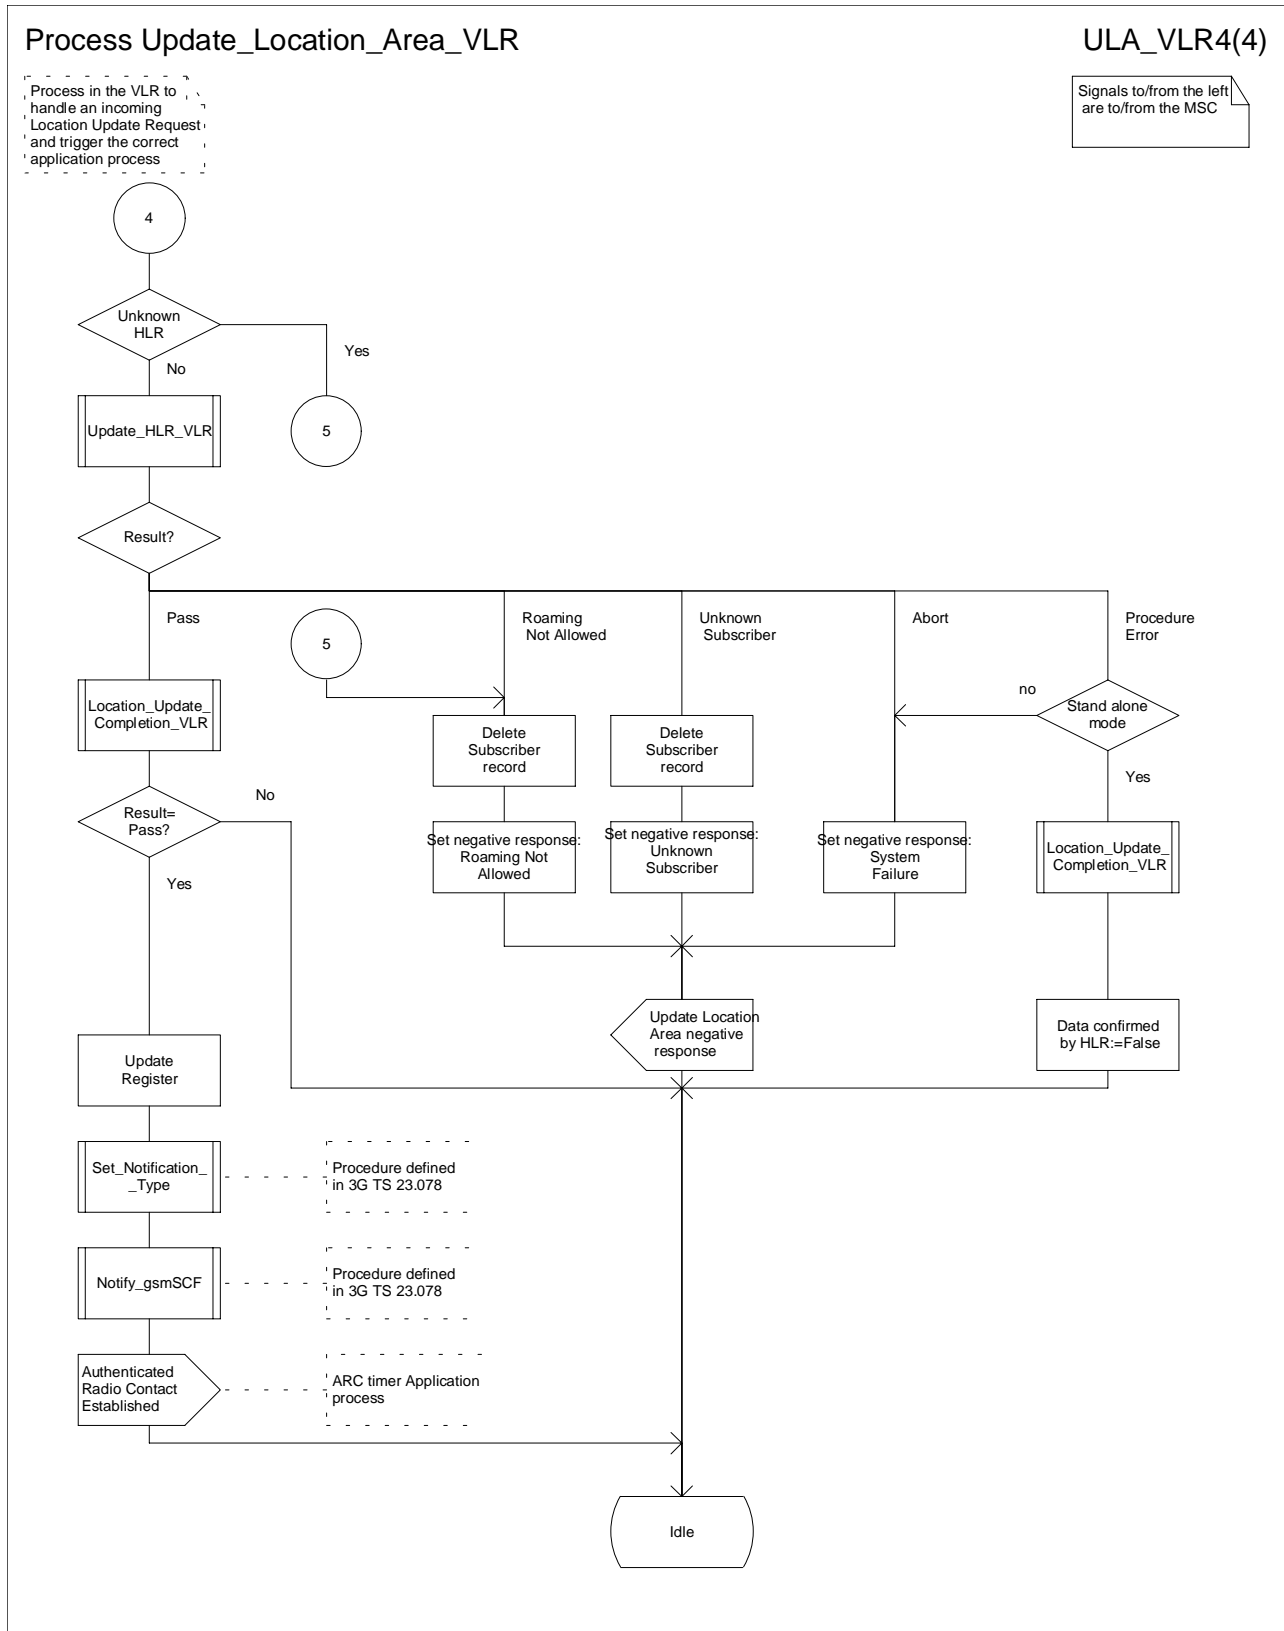 Process Update_Location_Area_VLR
ULA_VLR4(4)
Process in the VLR to
handle an incoming
Location Update Request
and trigger the correct
application process
Signals to/from the left
are to/from the MSC
4
Unknown
HLR
Yes
No
Update_HLR_VLR
5
Result?
Pass
5
Roaming
Not Allowed
Unknown
Subscriber
Abort
Procedure
Error
Location_Update_
Completion_VLR
Delete
Subscriber
record
Delete
Subscriber
record
no
Stand alone
mode
Yes
Result=
Pass?
No
Yes
Set negative response:
Roaming Not
Allowed
Set negative response:
Unknown
Subscriber
Set negative response:
System
Failure
Location_Update_
Completion_VLR
Update Location
Area negative
response
Data confirmed
by HLR:=False
Update
Register
Set_Notification_
_Type
Procedure defined
in 3G TS 23.078
Notify_gsmSCF
Procedure defined
in 3G TS 23.078
Authenticated
Radio Contact
Established
ARC timer Application
process
Idle